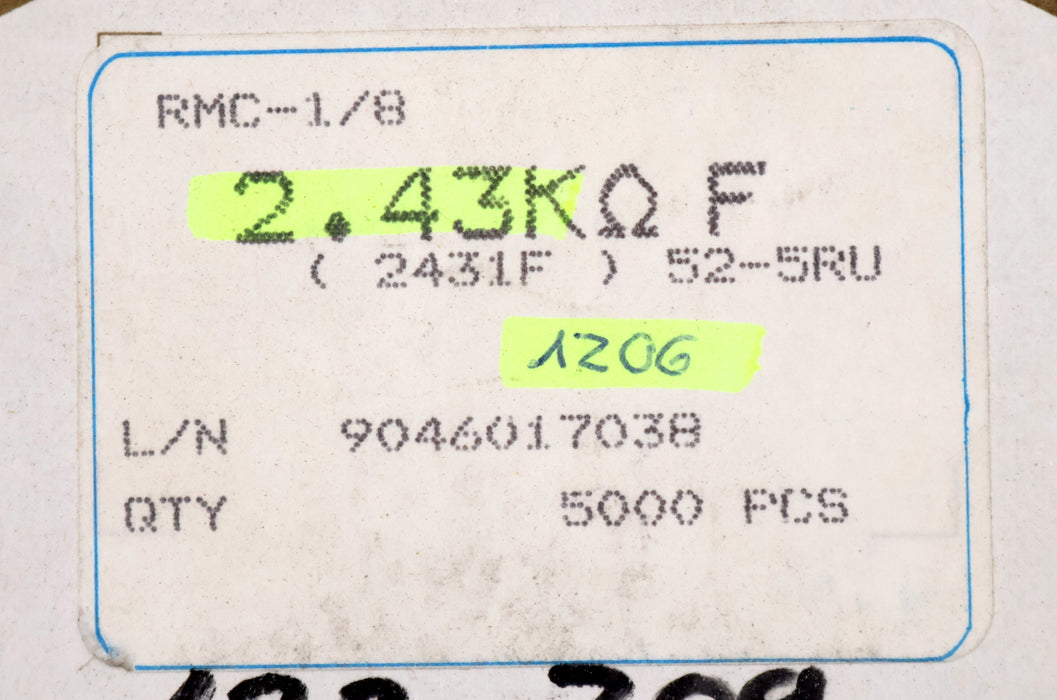 RMC-1/8
2.43KΩ F
( 2431F ) 52-5RU
1206
L/N 9046017038
QTY 5000 PCS